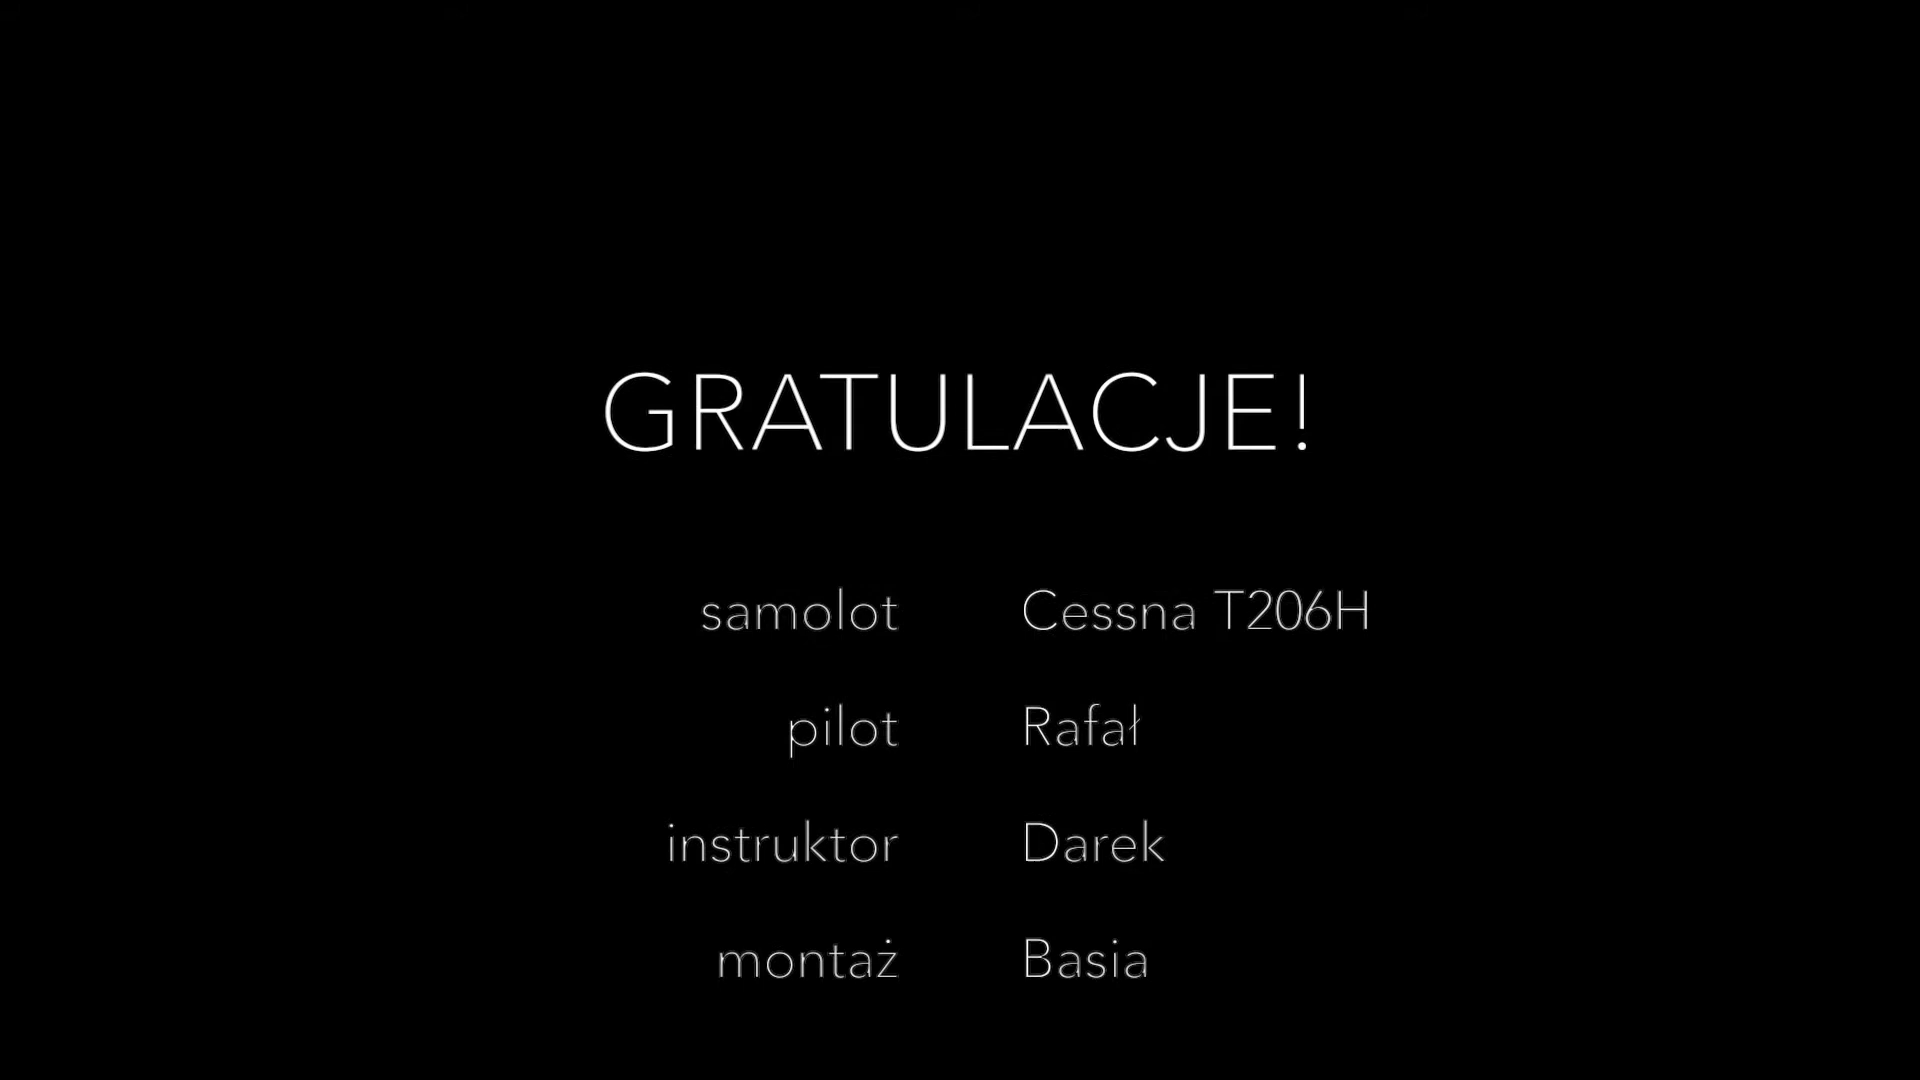 GRATULACJE!
samolot Cessna T206H
pilot Rafał
instruktor Darek
montaż Basia